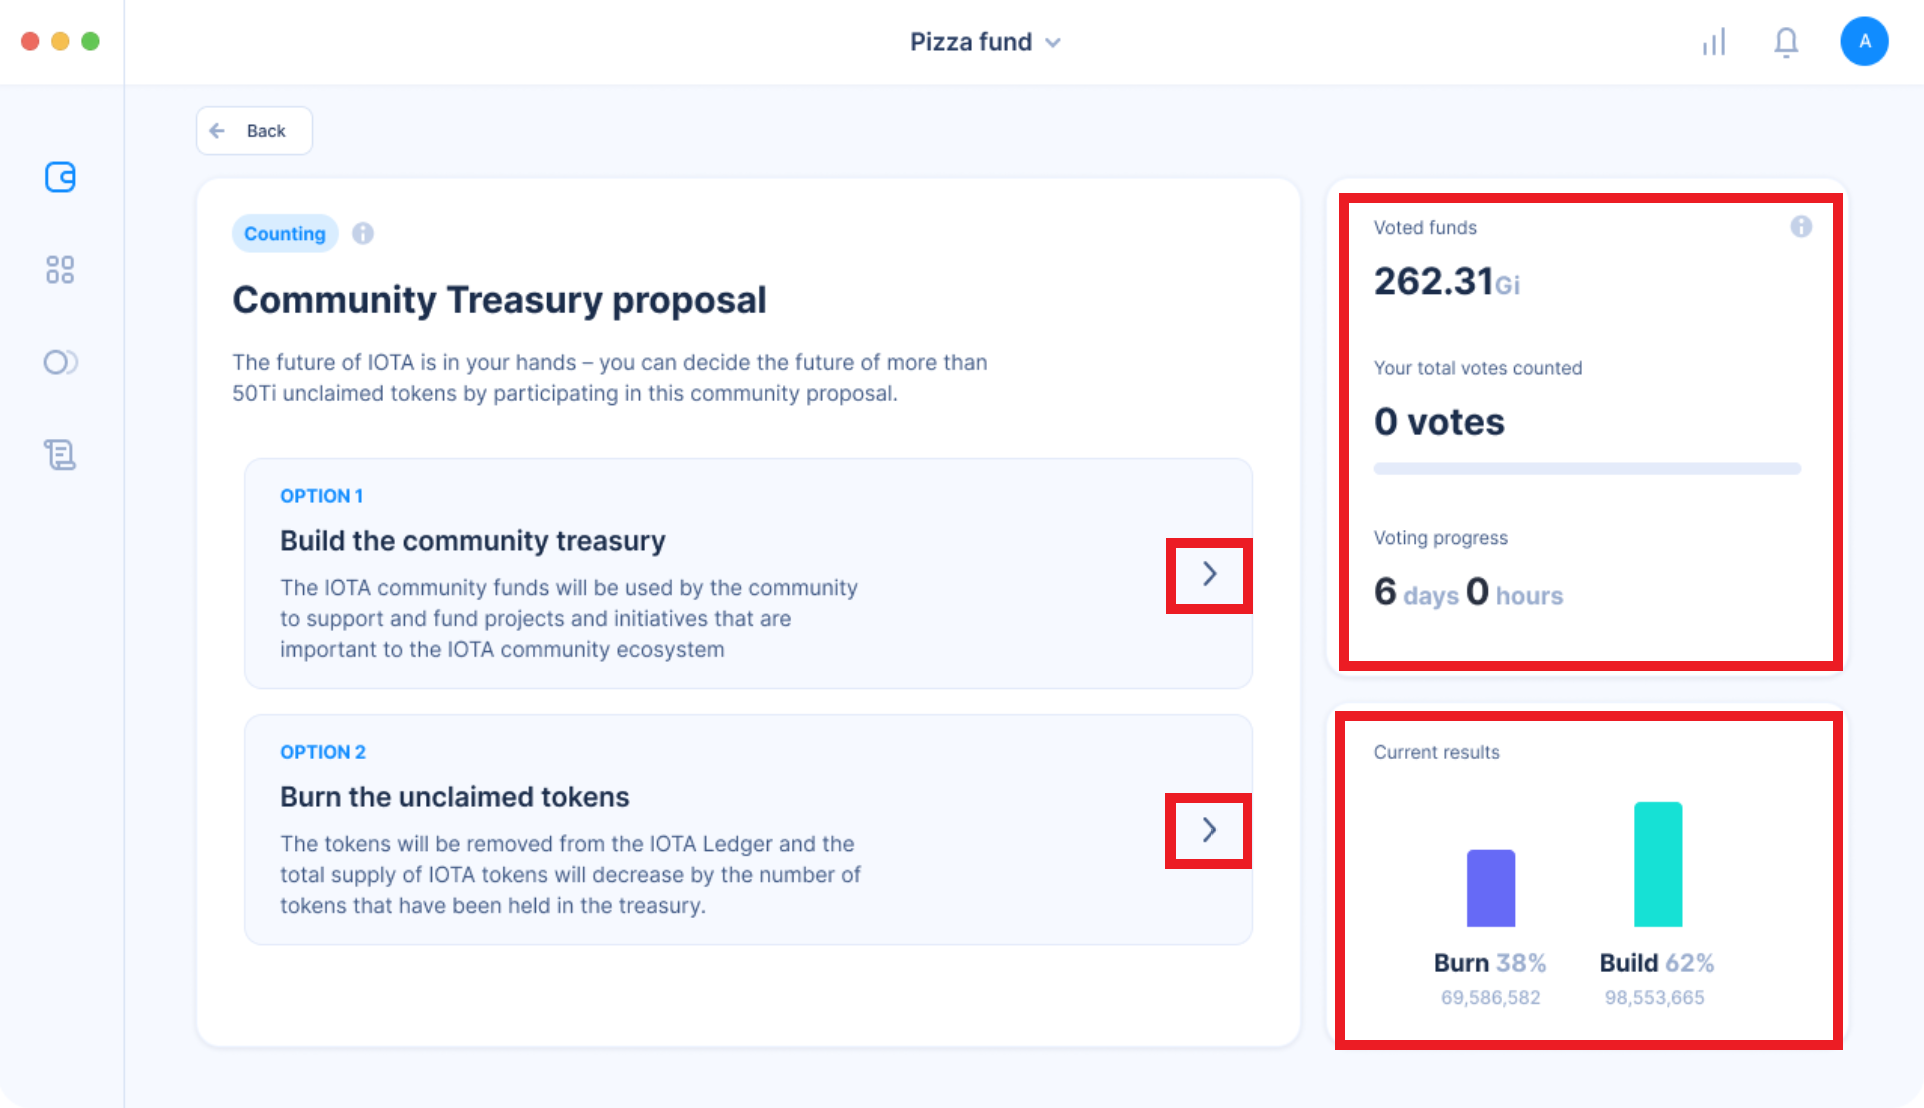 Pizza fund
A
Back
Counting
Community Treasury proposal
The future of IOTA is in your hands – you can decide the future of more than
50Ti unclaimed tokens by participating in this community proposal.
OPTION 1
Build the community treasury
The IOTA community funds will be used by the community
to support and fund projects and initiatives that are
important to the IOTA community ecosystem
OPTION 2
Burn the unclaimed tokens
The tokens will be removed from the IOTA Ledger and the
total supply of IOTA tokens will decrease by the number of
tokens that have been held in the treasury.
Voted funds
262.31Gi
Your total votes counted
0 votes
Voting progress
6 days 0 hours
Current results
Burn 38% Build 62%
69,586,582 98,553,665